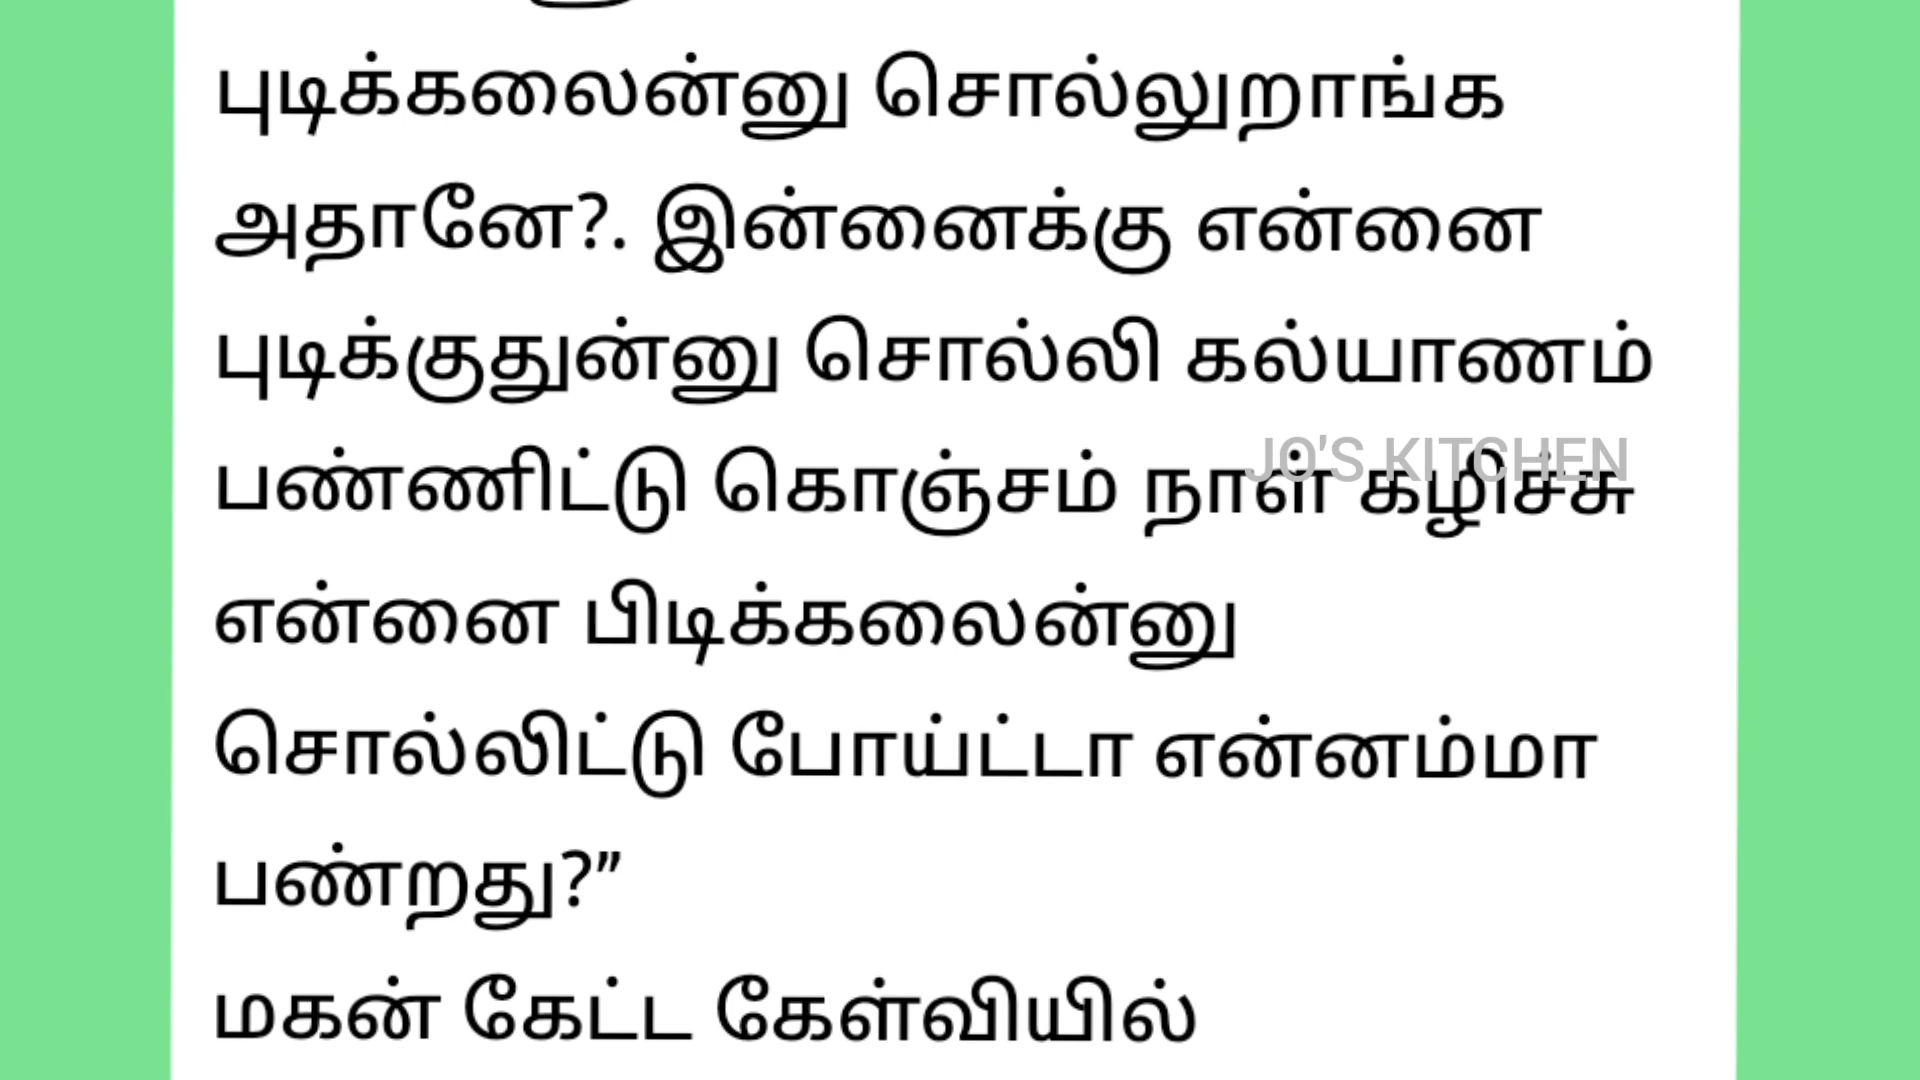 புடிக்கலைன்னு சொல்லுறாங்க
அதானே?. இன்னைக்கு என்னை
புடிக்குதுன்னு சொல்லி கல்யாணம்
JO'S KITCHEN
பண்ணிட்டு கொஞ்சம் நாள் கழிச்சு
என்னை பிடிக்கலைன்னு
சொல்லிட்டு போய்ட்டா என்னம்மா
பண்றது?”
மகன் கேட்ட கேள்வியில்